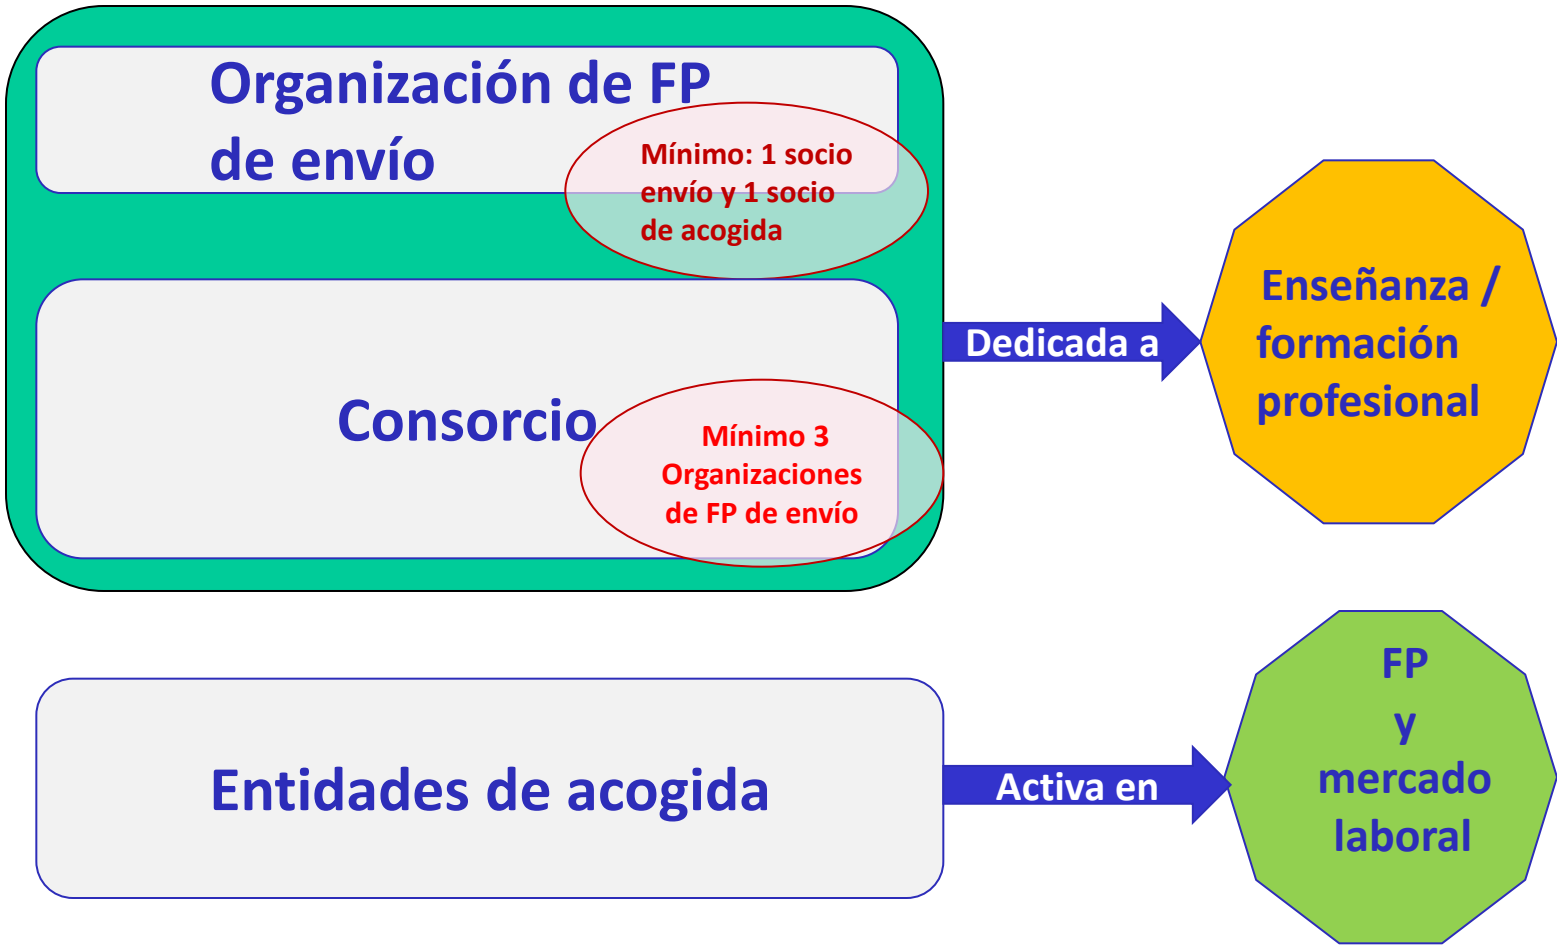 Organización de FP
de envío
Mínimo: 1 socio
envío y 1 socio
de acogida
Consorcio
Mínimo 3
Organizaciones
de FP de envío
Dedicada a
Enseñanza /
formación
profesional
Entidades de acogida
Activa en
FP
y
mercado
laboral